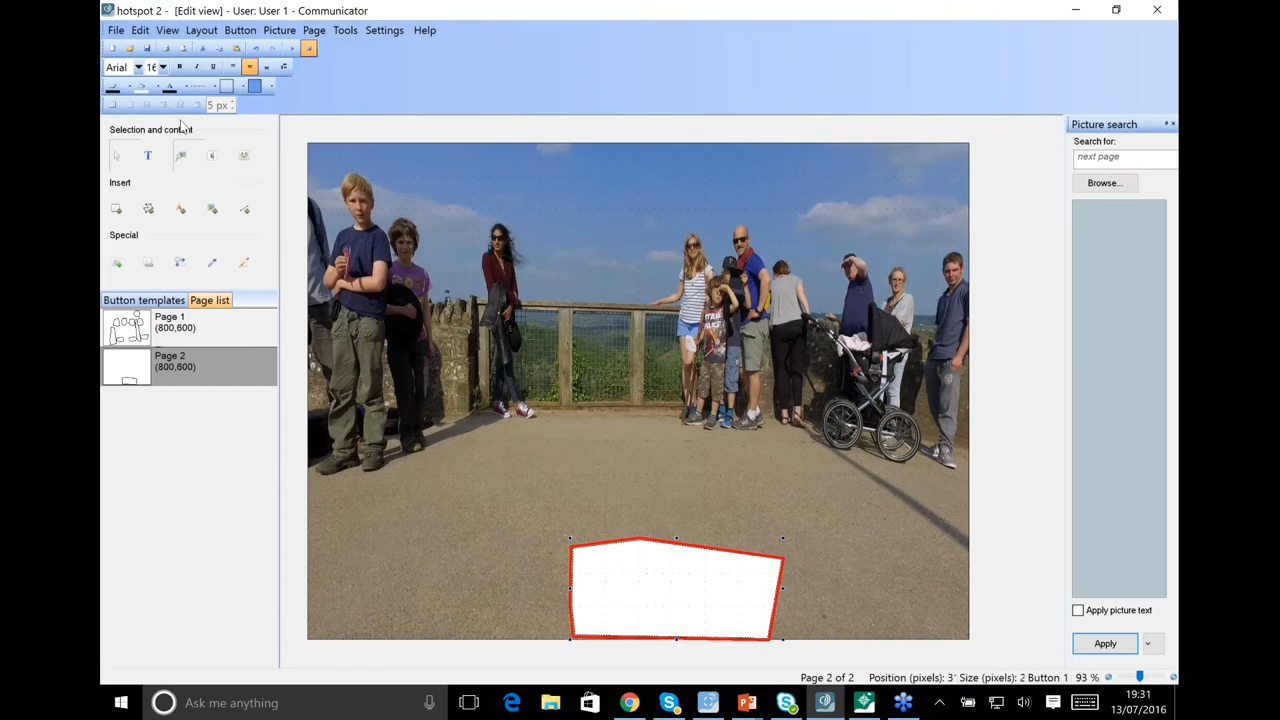 hotspot 2 - [Edit view] - User: User 1 - Communicator
File Edit View Layout Button Picture Page Tools Settings Help
Arial 16
5 px
Selection and content
Insert
Special
Button templates Page list
Page 1
(800,600)
Page 2
(800,600)
Picture search
Search for:
next page
Browse...
Apply picture text
Apply
Page 2 of 2 Position (pixels): 3 Size (pixels): 2 Button 1 93 %
Ask me anything
19:31
13/07/2016